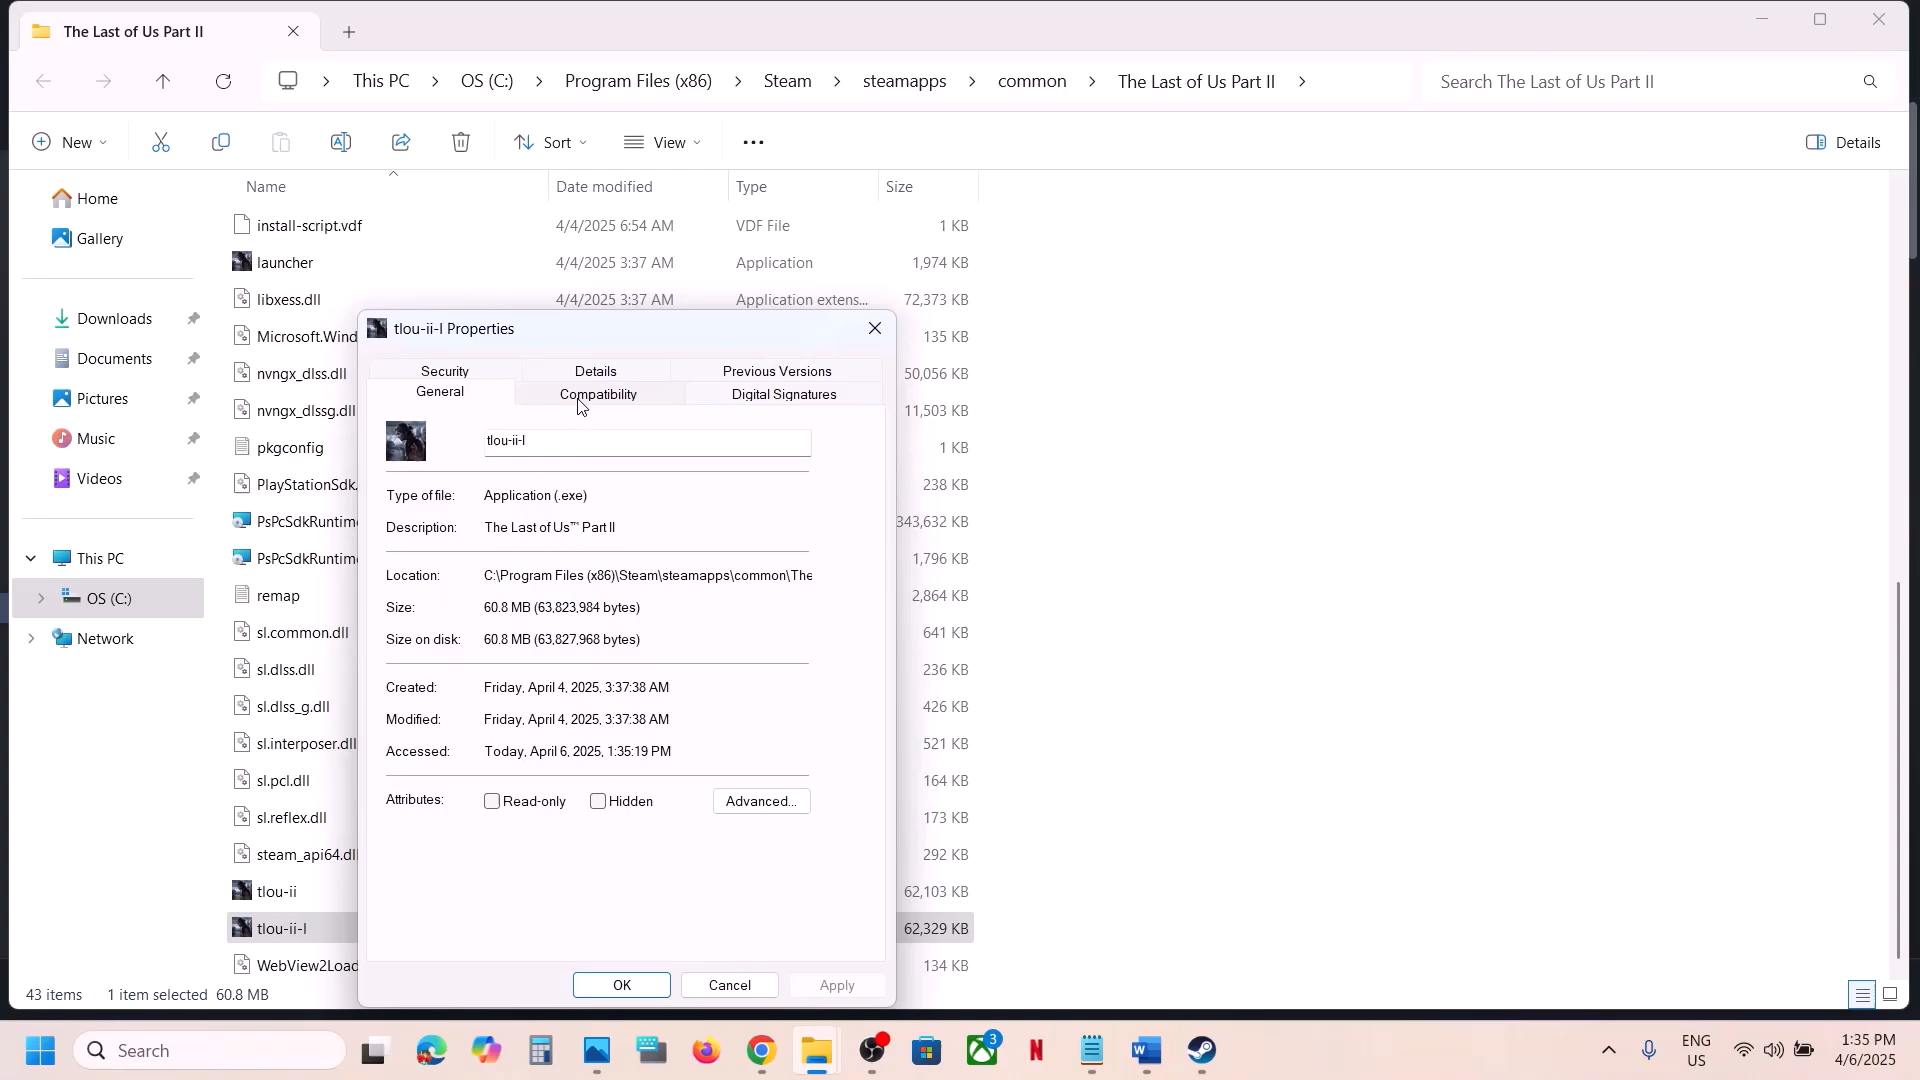 The Last of Us Part II
This PC
OS (C:)
Program Files (x86)
Steam
steamapps
common
The Last of Us Part II
Search The Last of Us Part II
New
Sort
View
Details
Home
Gallery
Downloads
Documents
Pictures
Music
Videos
This PC
OS (C:)
Network
Name
Date modified
Type
Size
install-script.vdf
4/4/2025 6:54 AM
VDF File
1 KB
launcher
4/4/2025 3:37 AM
Application
1,974 KB
libxess.dll
4/4/2025 3:37 AM
Application extens...
72,373 KB
Microsoft.Wind
135 KB
nvngx_dlss.dll
50,056 KB
nvngx_dlssg.dll
11,503 KB
pkgconfig
1 KB
PlayStationSdk.
238 KB
PsPcSdkRuntime
343,632 KB
PsPcSdkRuntime
1,796 KB
remap
2,864 KB
sl.common.dll
641 KB
sl.dlss.dll
236 KB
sl.dlss_g.dll
426 KB
sl.interposer.dll
521 KB
sl.pcl.dll
164 KB
sl.reflex.dll
173 KB
steam_api64.dll
292 KB
tlou-ii
62,103 KB
tlou-ii-l
62,329 KB
WebView2Load
134 KB
tlou-ii-l Properties
Security
Details
Previous Versions
General
Compatibility
Digital Signatures
tlou-ii-l
Type of file:
Application (.exe)
Description:
The Last of Us™ Part II
Location:
C:\Program Files (x86)\Steam\steamapps\common\The
Size:
60.8 MB (63,823,984 bytes)
Size on disk:
60.8 MB (63,827,968 bytes)
Created:
Friday, April 4, 2025, 3:37:38 AM
Modified:
Friday, April 4, 2025, 3:37:38 AM
Accessed:
Today, April 6, 2025, 1:35:19 PM
Attributes:
Read-only
Hidden
Advanced...
OK
Cancel
Apply
43 items
1 item selected 60.8 MB
Search
3
ENG
US
1:35 PM
4/6/2025